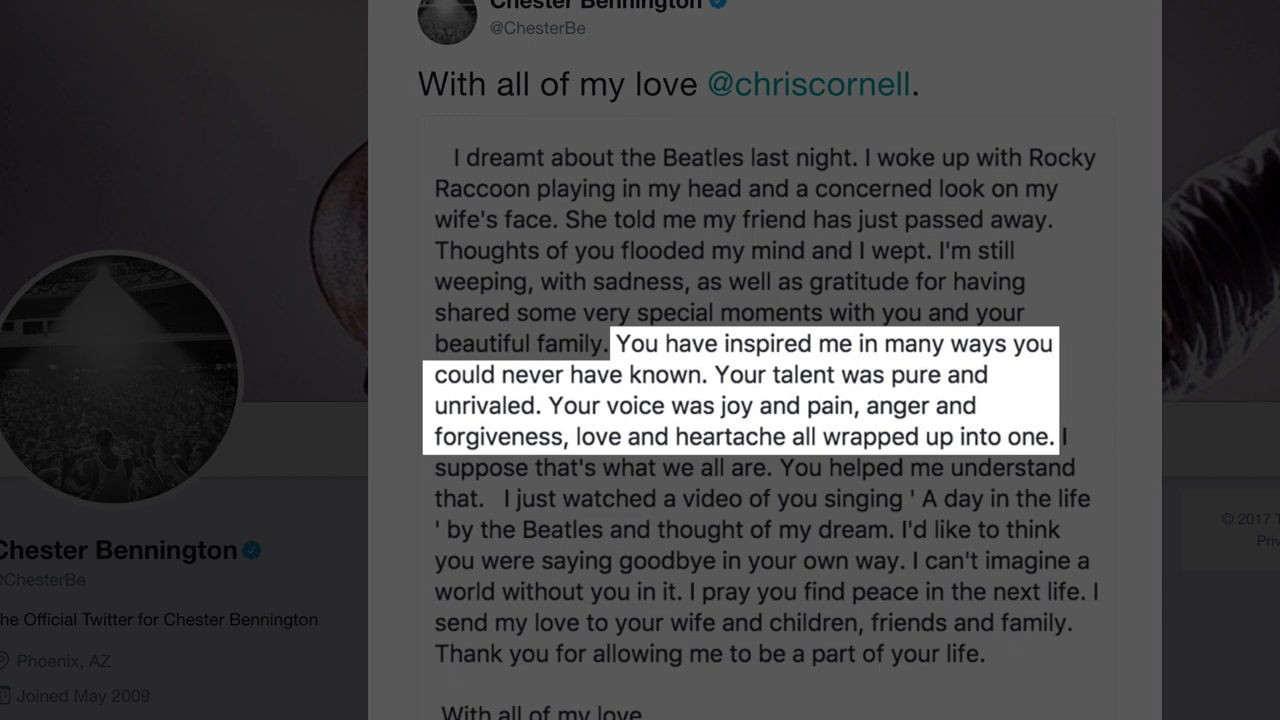 Chester Bennington
@ChesterBe
With all of my love @chriscornell.
I dreamt about the Beatles last night. I woke up with Rocky
Raccoon playing in my head and a concerned look on my
wife's face. She told me my friend has just passed away.
Thoughts of you flooded my mind and I wept. I'm still
weeping, with sadness, as well as gratitude for having
shared some very special moments with you and your
beautiful family. You have inspired me in many ways you
could never have known. Your talent was pure and
unrivaled. Your voice was joy and pain, anger and
forgiveness, love and heartache all wrapped up into one. I
suppose that's what we all are. You helped me understand
that. I just watched a video of you singing ' A day in the life
' by the Beatles and thought of my dream. I'd like to think
you were saying goodbye in your own way. I can't imagine a
world without you in it. I pray you find peace in the next life. I
send my love to your wife and children, friends and family.
Thank you for allowing me to be a part of your life.
With all of my love
Chester Bennington
@ChesterBe
he Official Twitter for Chester Bennington
Phoenix, AZ
Joined May 2009
© 2017 T
Priv